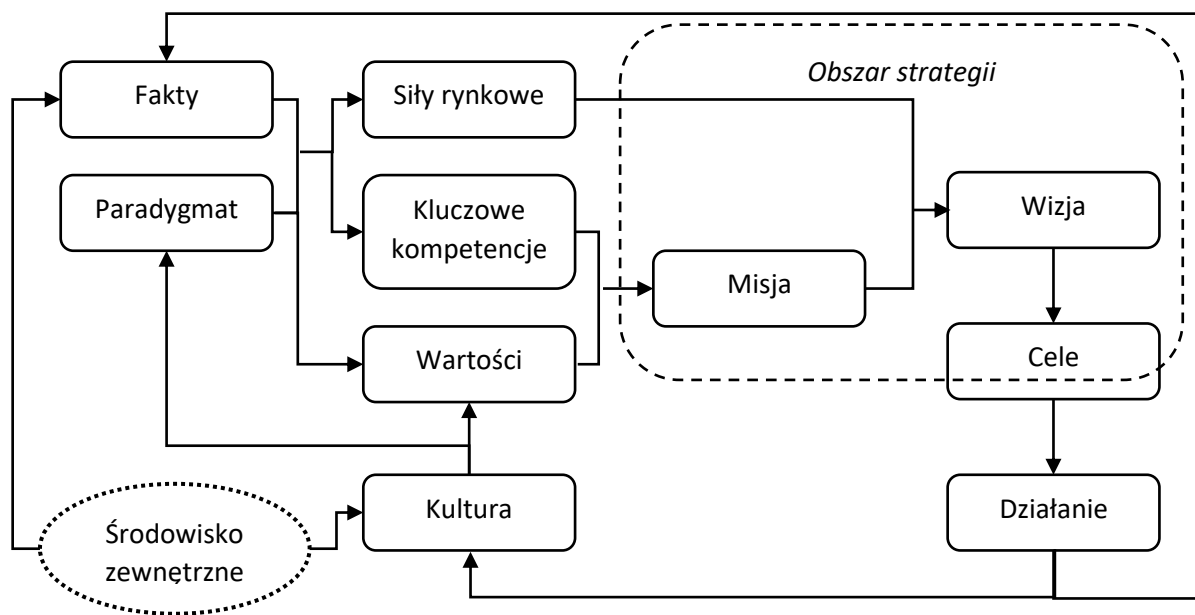 Obszar strategii
Fakty
Siły rynkowe
Paradygmat
Kluczowe
kompetencje
Wizja
Misja
Wartości
Cele
Kultura
Działanie
Środowisko
zewnętrzne